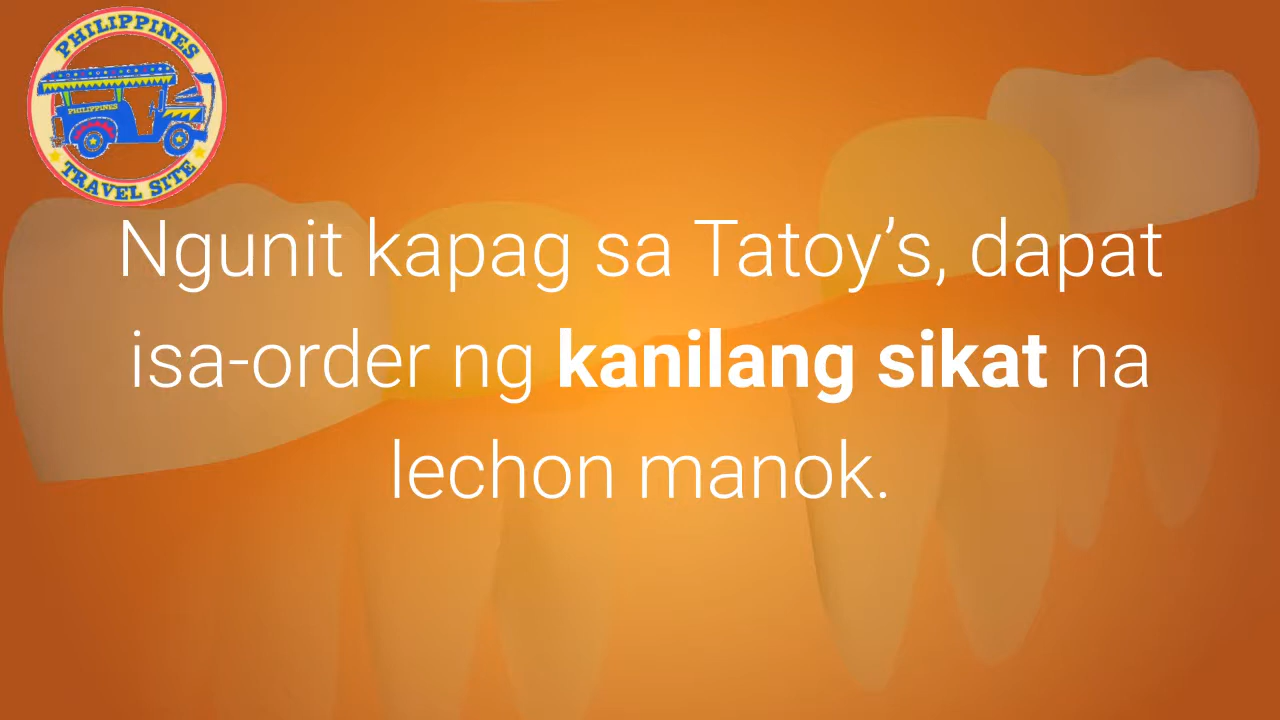 PHILIPPINES
PHILIPPINES
TRAVEL SITE
Ngunit kapag sa Tatoy’s, dapat
isa-order ng kanilang sikat na
lechon manok.